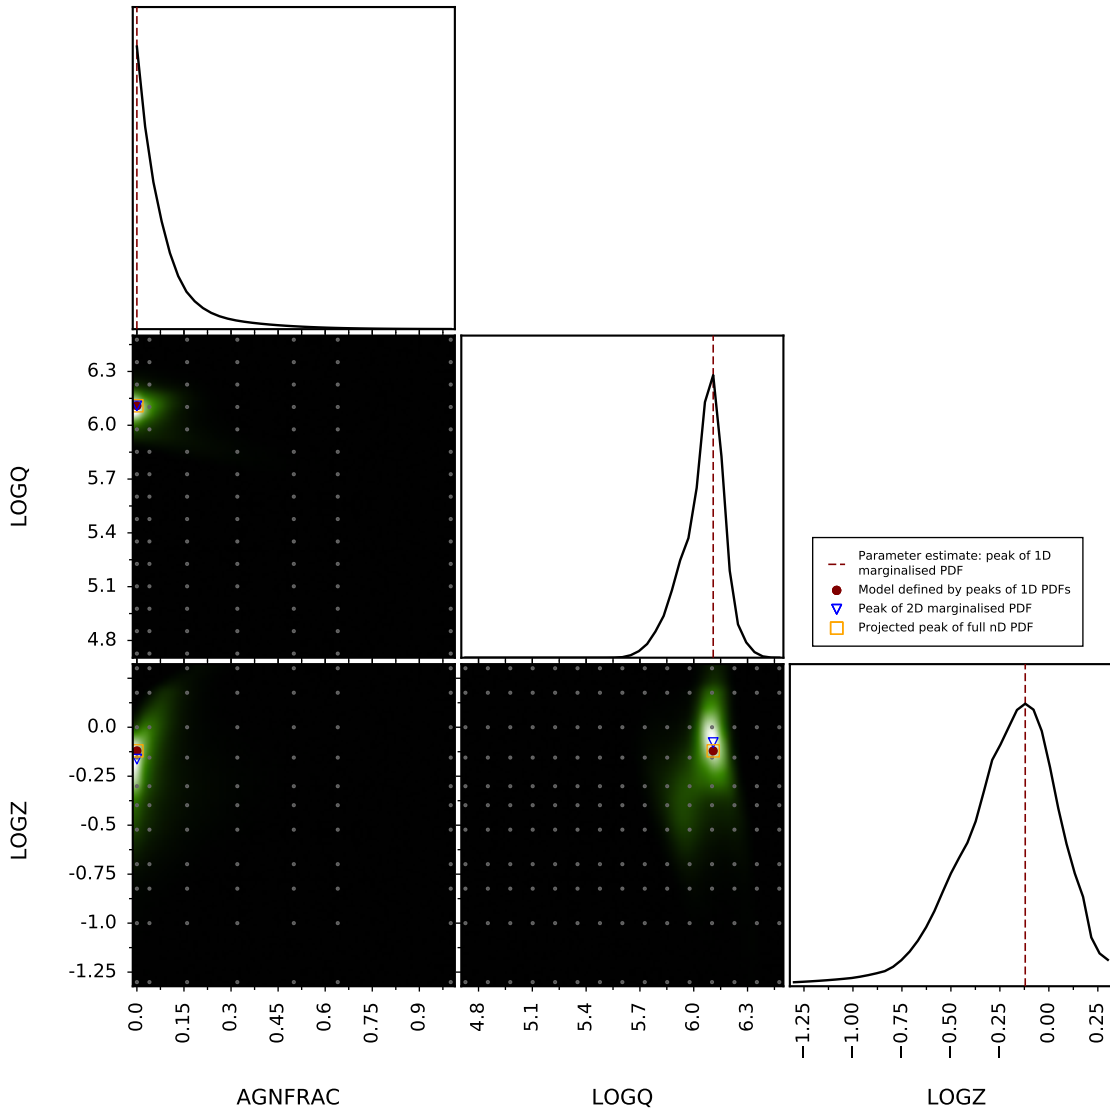 6.3
6.0
5.7
5.4
5.1
4.8
LOGQ
Parameter estimate: peak of 1D
marginalised PDF
Model defined by peaks of 1D PDFs
Peak of 2D marginalised PDF
Projected peak of full nD PDF
0.0
-0.25
-0.5
-0.75
-1.0
-1.25
LOGZ
0.0 0.15 0.3 0.45 0.6 0.75 0.9
4.8 5.1 5.4 5.7 6.0 6.3
−1.25 −1.00 −0.75 −0.50 −0.25 0.00 0.25
AGNFRAC LOGQ LOGZ